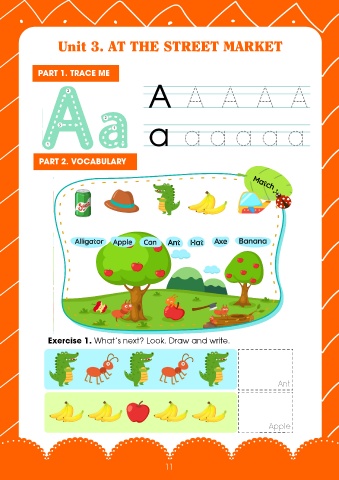 Unit 3. AT THE STREET MARKET
PART 1. TRACE ME
Aa
A A A A A
a a a a a a
PART 2. VOCABULARY
Match
Alligator Apple Can Ant Hat Axe Banana
Exercise 1. What's next? Look. Draw and write.
Ant
Apple
11